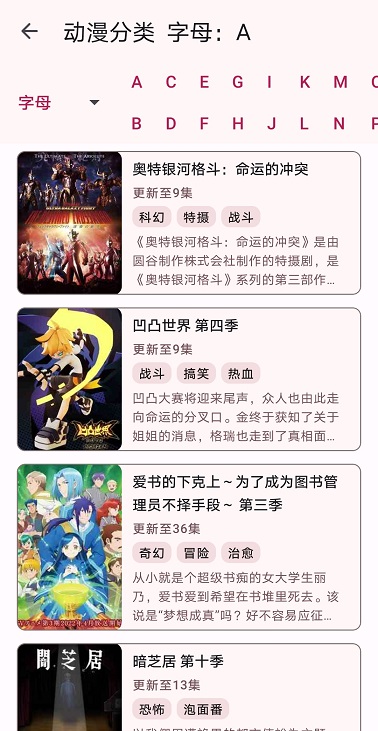 动漫分类 字母：A
字母
A C E G I K M
B D F H J L N
奥特银河格斗：命运的冲突
更新至9集
科幻 特摄 战斗
《奥特银河格斗：命运的冲突》是由
圆谷制作株式会社制作的特摄剧，是
《奥特银河格斗》系列的第三部作...
凹凸世界 第四季
更新至9集
战斗 搞笑 热血
凹凸大赛将迎来尾声，众人也由此走
向命运的分叉口。金终于获知了关于
姐姐的消息，格瑞也走到了真相面...
凹凸世界
爱书的下克上～为了成为图书管
理员不择手段～ 第三季
更新至36集
奇幻 冒险 治愈
从小就是个超级书痴的女大学生丽
乃，爱书爱到希望在书堆里死去。该
说是“梦想成真”吗？好不容易应征...
闇芝居
暗芝居 第十季
更新至13集
恐怖 泡面番